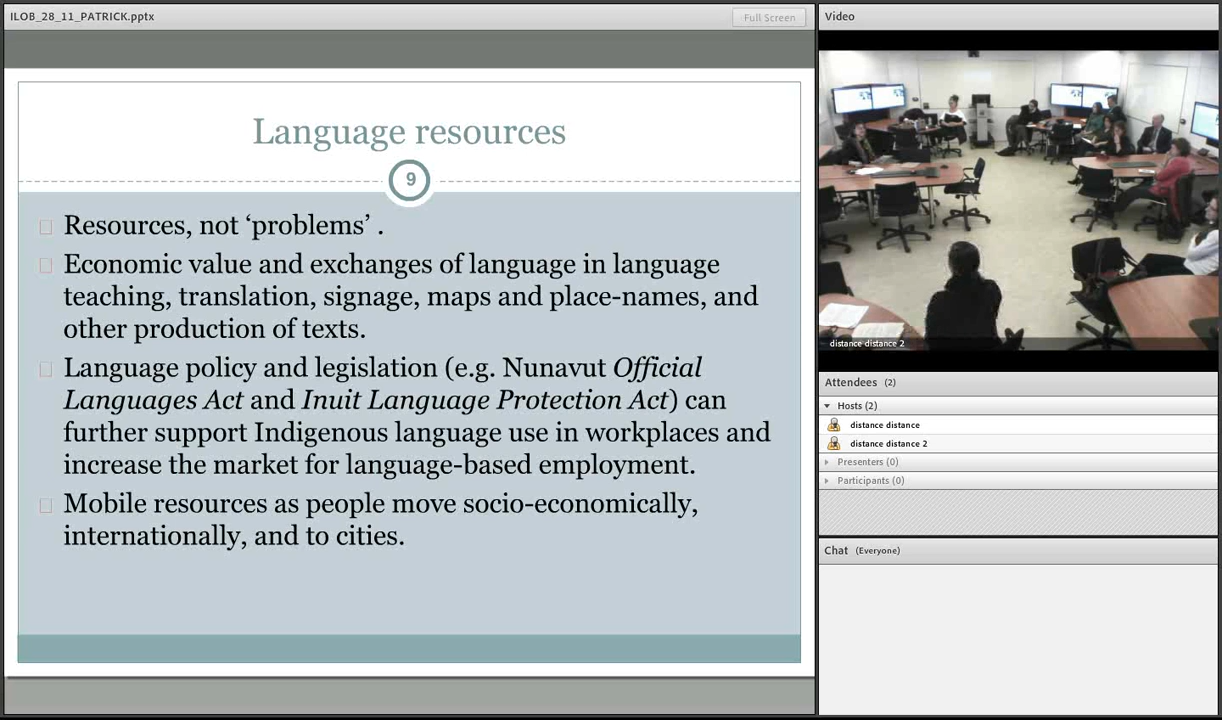 ILOB_28_11_PATRICK.pptx
Full Screen
Language resources
9
Resources, not ‘problems’ .
Economic value and exchanges of language in language
teaching, translation, signage, maps and place-names, and
other production of texts.
Language policy and legislation (e.g. Nunavut Official
Languages Act and Inuit Language Protection Act) can
further support Indigenous language use in workplaces and
increase the market for language-based employment.
Mobile resources as people move socio-economically,
internationally, and to cities.
Video
distance distance 2
Attendees (2)
Hosts (2)
distance distance
distance distance 2
Presenters (0)
Participants (0)
Chat (Everyone)